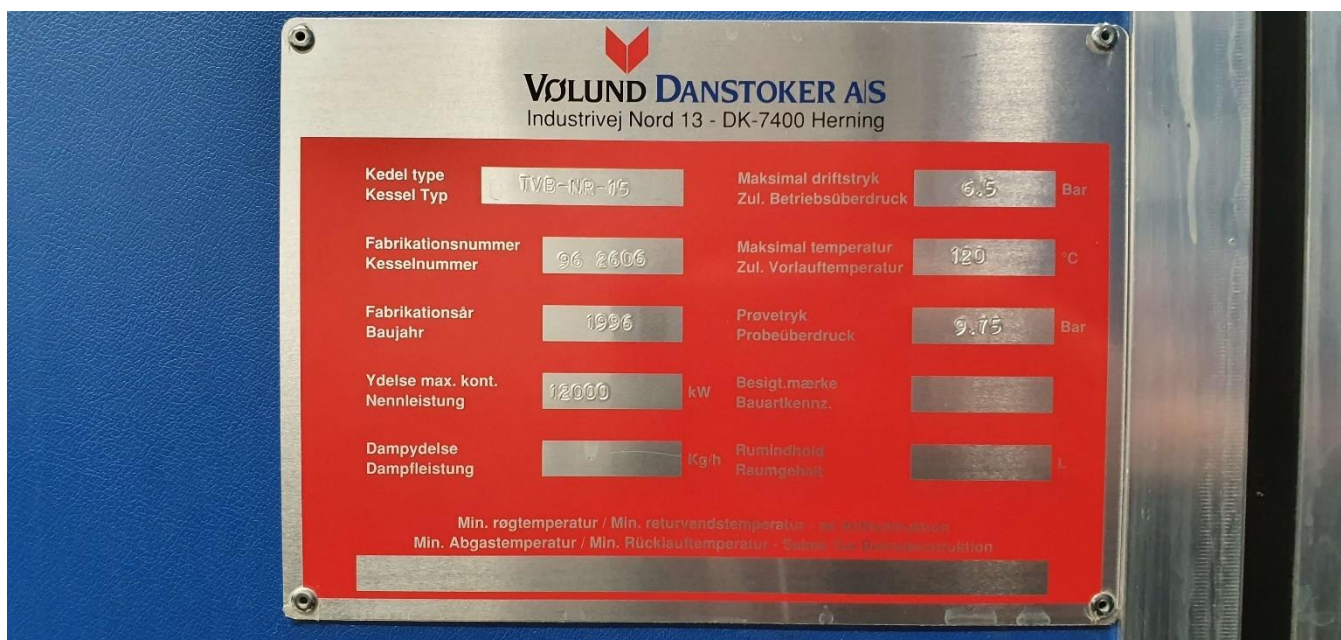 VØLUND DANSTOKER A|S
Industrivej Nord 13 - DK-7400 Herning
Kedel type
Kessel Typ
TVB-NR-15
Maksimal driftstryk
Zul. Betriebsüberdruck
6.5 Bar
Fabrikationsnummer
Kesselnummer
96 2606
Maksimal temperatur
Zul. Vorlauftemperatur
120 °C
Fabrikationsår
Baujahr
1996
Prøvetryk
Probeüberdruck
9.75 Bar
Ydelse max. kont.
Nennleistung
12000 kW
Besigt.mærke
Bauartkennz.
Dampydelse
Dampfleistung
Kg/h
Rumindhold
Raumgehalt
L
Min. røgtemperatur / Min. returvendstemperatur -
Min. Abgastemperatur / Min. Rücklauftemperatur -